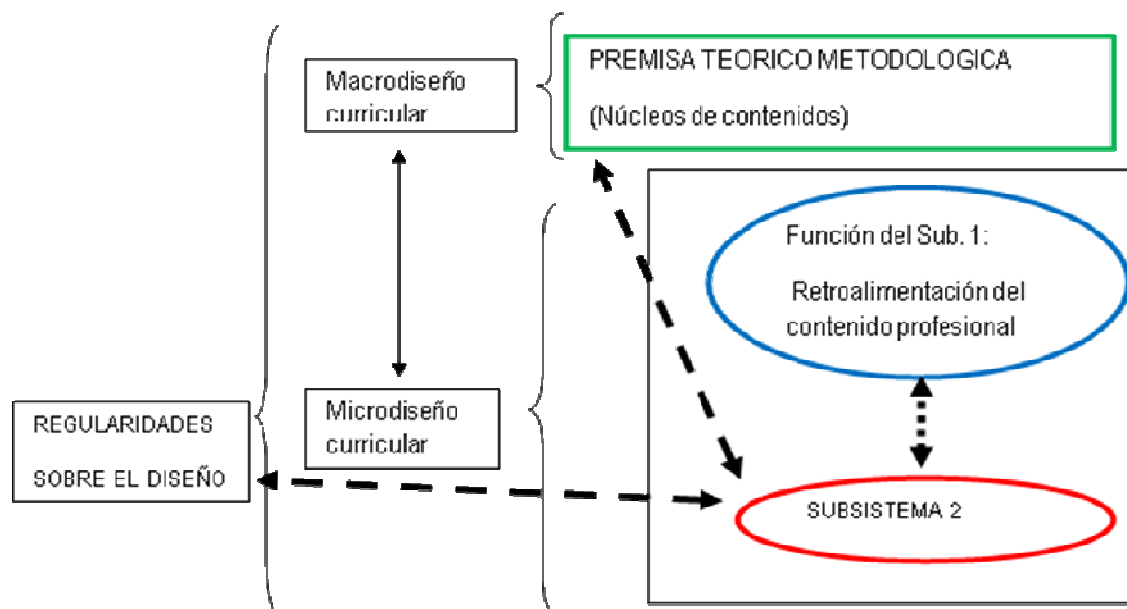 PREMISA TEORICO METODOLOGICA
(Núcleos de contenidos)
Macrodiseño
curricular
Función del Sub. 1:
Retroalimentación del
contenido profesional
Microdiseño
curricular
REGULARIDADES
SOBRE EL DISEÑO
SUBSISTEMA 2